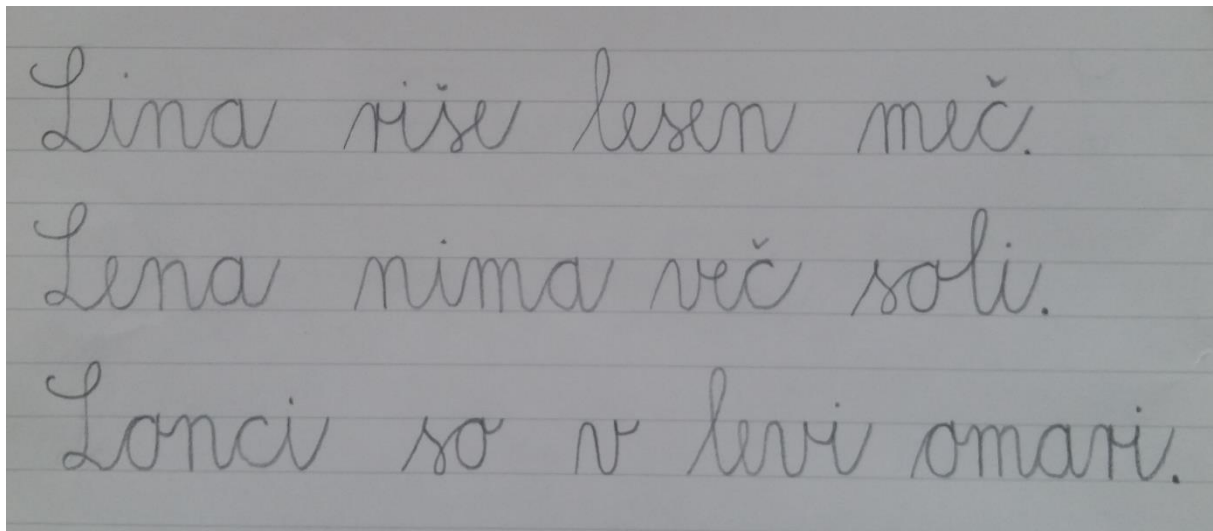 Lina riše lesen meč.
Lena nima več soli.
Lonci so v levi omari.